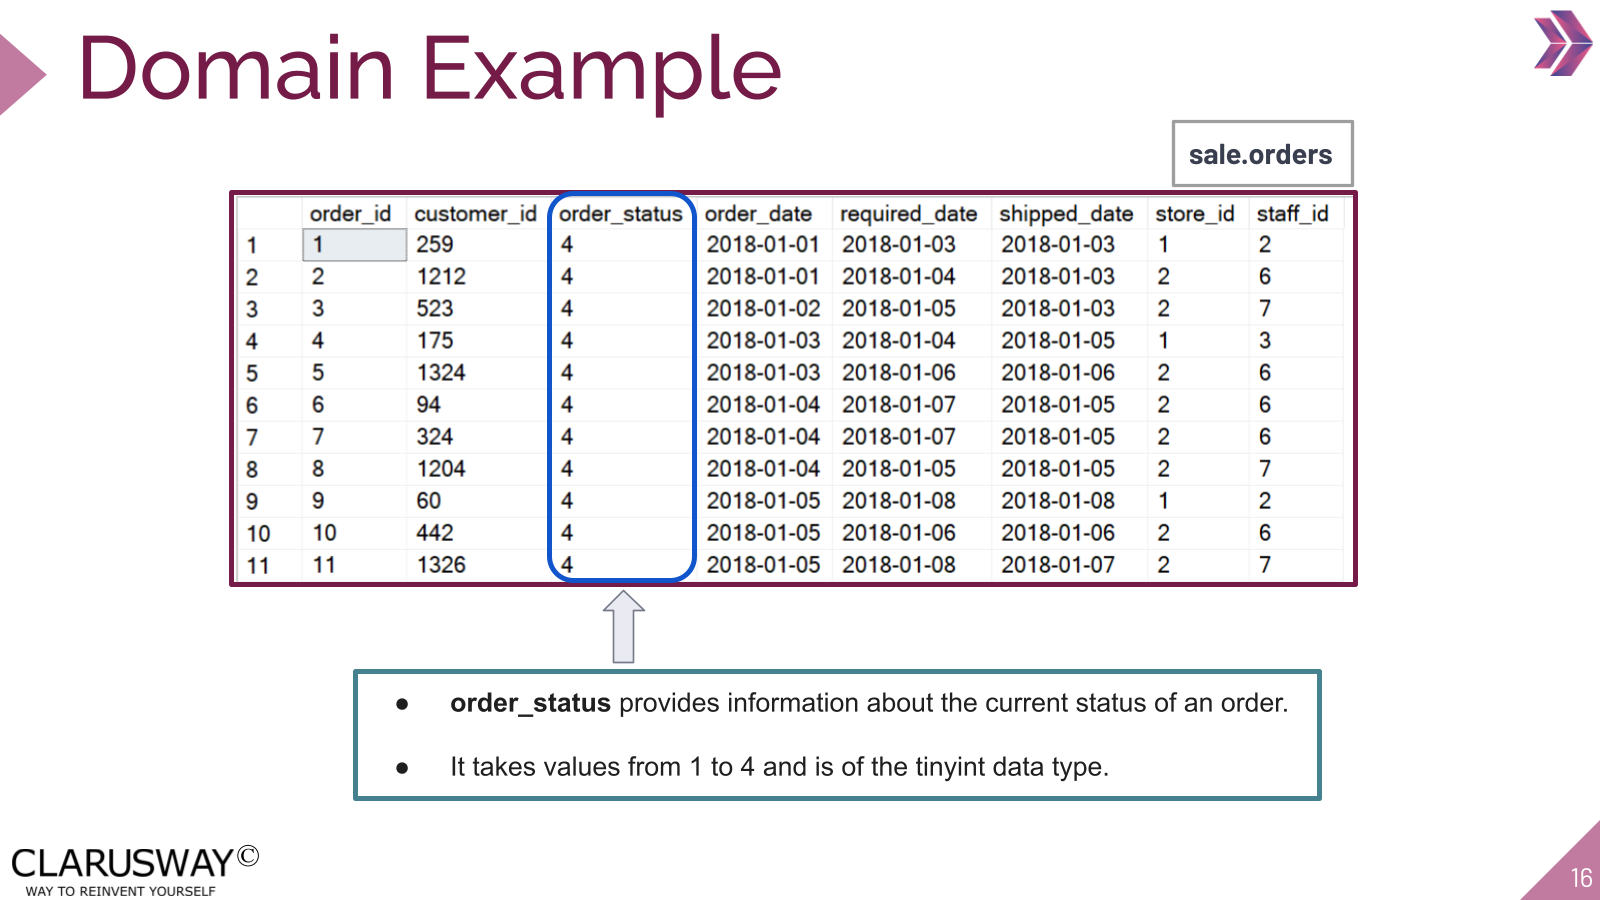 Domain Example
sale.orders
order_id customer_id order_status order_date required_date shipped_date store_id staff_id
1 1 259 4 2018-01-01 2018-01-03 2018-01-03 1 2
2 2 1212 4 2018-01-01 2018-01-04 2018-01-03 2 6
3 3 523 4 2018-01-02 2018-01-05 2018-01-03 2 7
4 4 175 4 2018-01-03 2018-01-04 2018-01-05 1 3
5 5 1324 4 2018-01-03 2018-01-06 2018-01-06 2 6
6 6 94 4 2018-01-04 2018-01-07 2018-01-05 2 6
7 7 324 4 2018-01-04 2018-01-07 2018-01-05 2 6
8 8 1204 4 2018-01-04 2018-01-05 2018-01-05 2 7
9 9 60 4 2018-01-05 2018-01-08 2018-01-08 1 2
10 10 442 4 2018-01-05 2018-01-06 2018-01-06 2 6
11 11 1326 4 2018-01-05 2018-01-08 2018-01-07 2 7
● order_status provides information about the current status of an order.
● It takes values from 1 to 4 and is of the tinyint data type.
CLARUSWAY©
WAY TO REINVENT YOURSELF
16